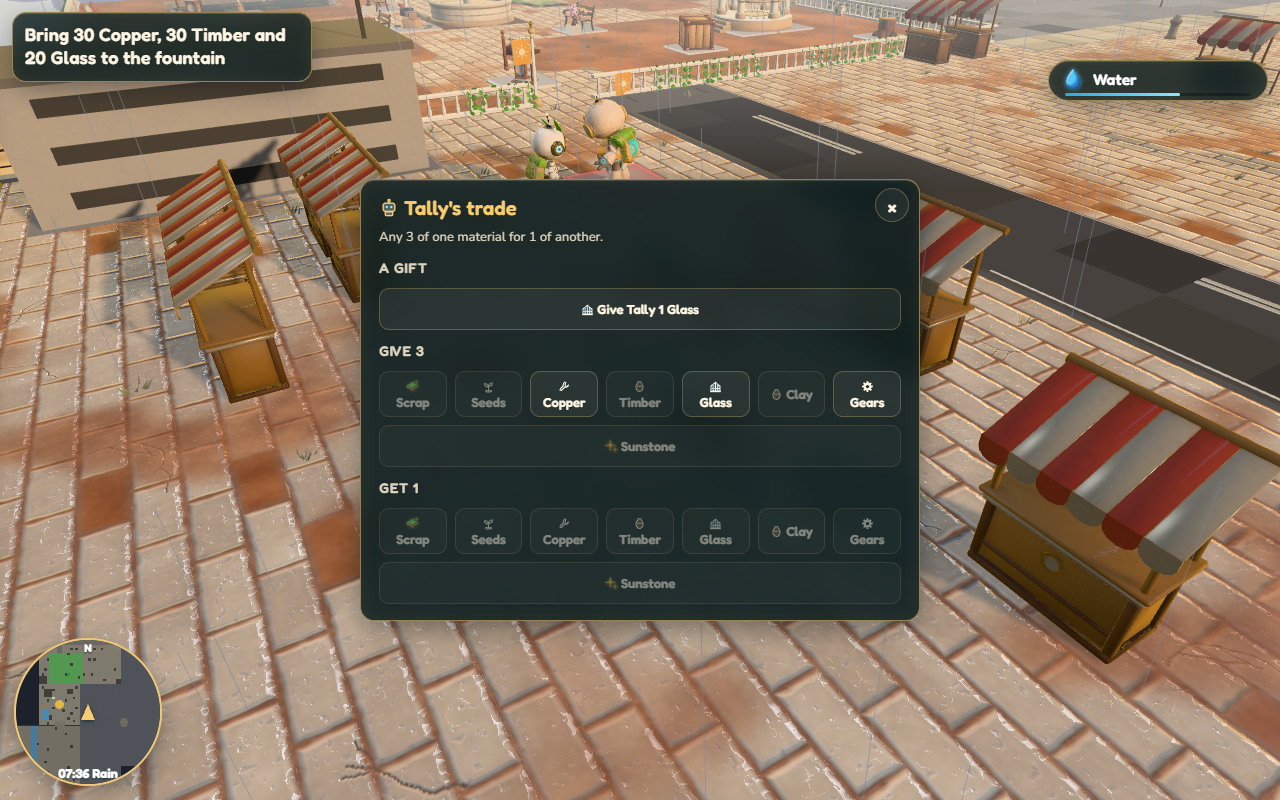 Bring 30 Copper, 30 Timber and
20 Glass to the fountain
Water
Tally's trade
Any 3 of one material for 1 of another.
A GIFT
Give Tally 1 Glass
GIVE 3
Scrap
Seeds
Copper
Timber
Glass
Clay
Gears
Sunstone
GET 1
Scrap
Seeds
Copper
Timber
Glass
Clay
Gears
Sunstone
N
07:36 Rain